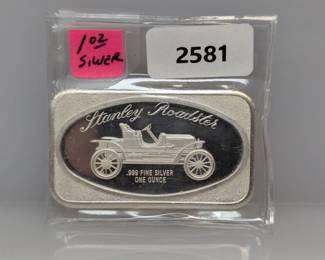 1oz
SILVER
2581
Stanley Roadster
.999 FINE SILVER
ONE OUNCE